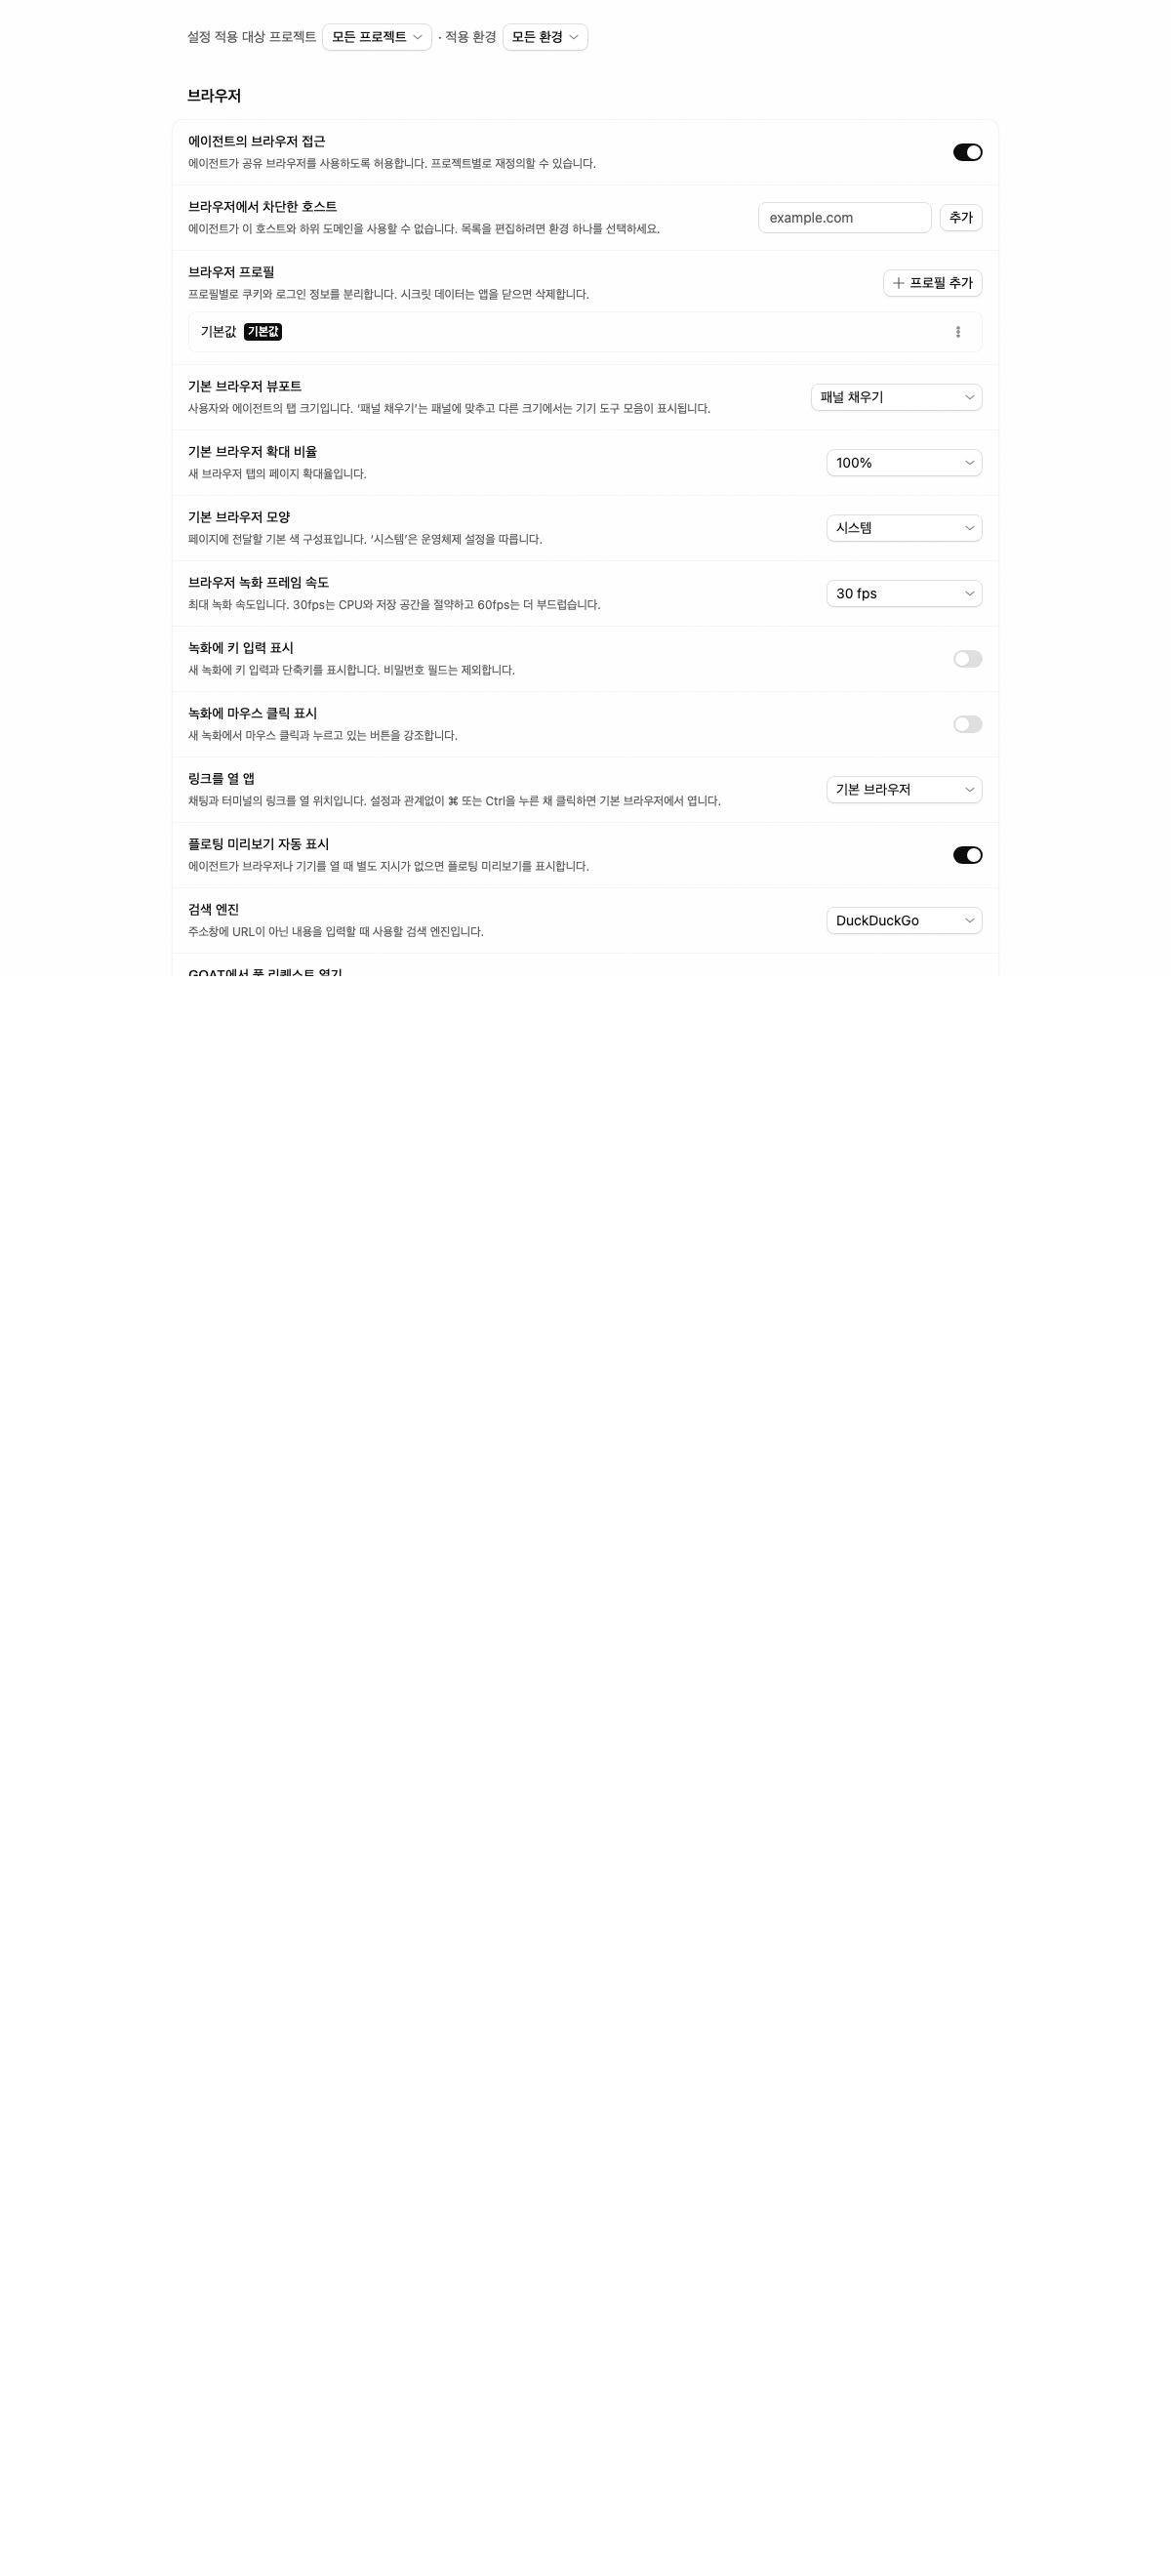 설정 적용 대상 프로젝트 모든 프로젝트 · 적용 환경 모든 환경
브라우저
에이전트의 브라우저 접근
에이전트가 공유 브라우저를 사용하도록 허용합니다. 프로젝트별로 재정의할 수 있습니다.
브라우저에서 차단한 호스트
에이전트가 이 호스트와 하위 도메인을 사용할 수 없습니다. 목록을 편집하려면 환경 하나를 선택하세요.
example.com 추가
브라우저 프로필
프로필별로 쿠키와 로그인 정보를 분리합니다. 시크릿 데이터는 앱을 닫으면 삭제합니다.
프로필 추가
기본값 기본값
기본 브라우저 뷰포트
사용자와 에이전트의 탭 크기입니다. ‘패널 채우기’는 패널에 맞추고 다른 크기에서는 기기 도구 모음이 표시됩니다.
패널 채우기
기본 브라우저 확대 비율
새 브라우저 탭의 페이지 확대율입니다.
100%
기본 브라우저 모양
페이지에 전달할 기본 색 구성표입니다. ‘시스템’은 운영체제 설정을 따릅니다.
시스템
브라우저 녹화 프레임 속도
최대 녹화 속도입니다. 30fps는 CPU와 저장 공간을 절약하고 60fps는 더 부드럽습니다.
30 fps
녹화에 키 입력 표시
새 녹화에 키 입력과 단축키를 표시합니다. 비밀번호 필드는 제외합니다.
녹화에 마우스 클릭 표시
새 녹화에서 마우스 클릭과 누르고 있는 버튼을 강조합니다.
링크를 열 앱
채팅과 터미널의 링크를 열 위치입니다. 설정과 관계없이 ⌘ 또는 Ctrl을 누른 채 클릭하면 기본 브라우저에서 엽니다.
기본 브라우저
플로팅 미리보기 자동 표시
에이전트가 브라우저나 기기를 열 때 별도 지시가 없으면 플로팅 미리보기를 표시합니다.
검색 엔진
주소창에 URL이 아닌 내용을 입력할 때 사용할 검색 엔진입니다.
DuckDuckGo
GOAT에서 풀 리퀘스트 열기